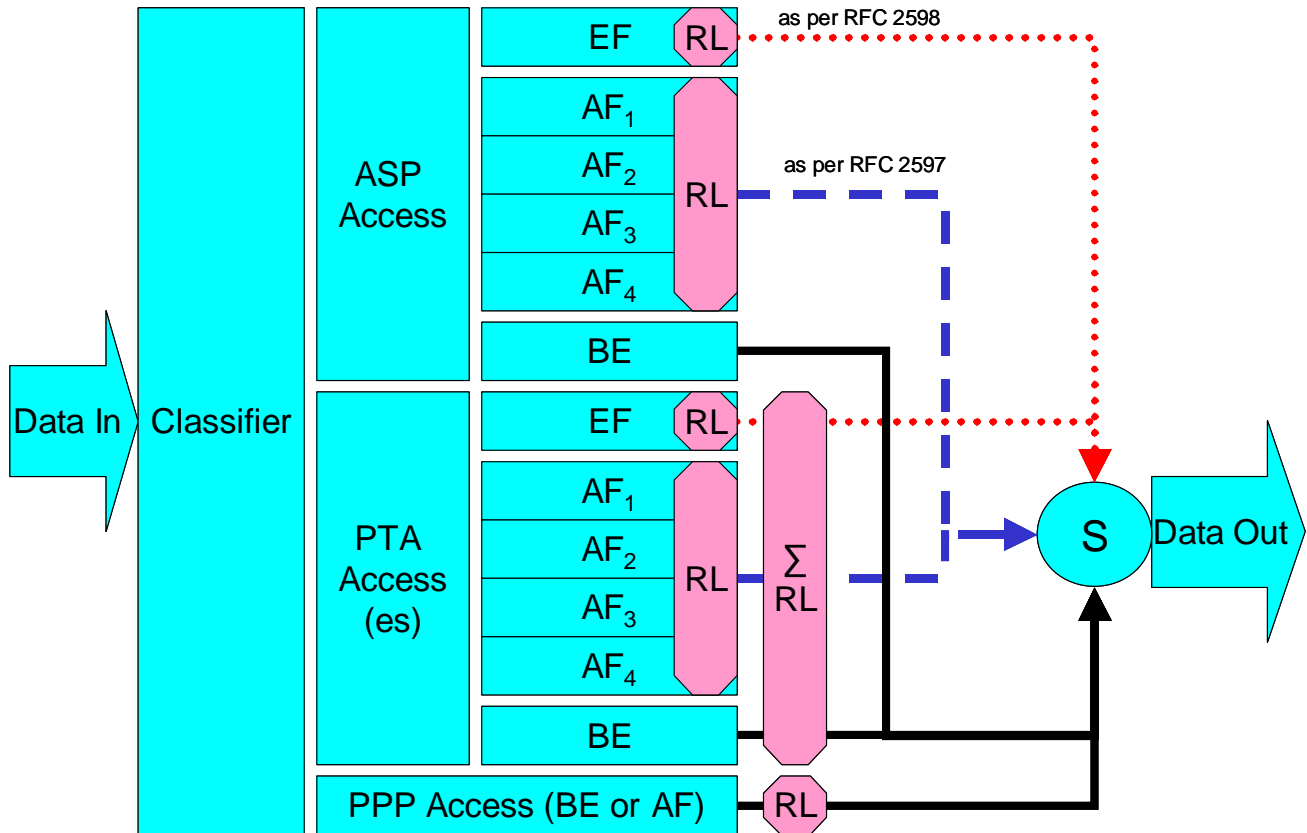 as per RFC 2598
EF
RL
AF1
AF2
AF3
AF4
RL
as per RFC 2597
ASP
Access
BE
Data In
Classifier
EF
RL
AF1
AF2
AF3
AF4
RL
PTA
Access
(es)
Σ
RL
S
Data Out
BE
PPP Access (BE or AF)
RL